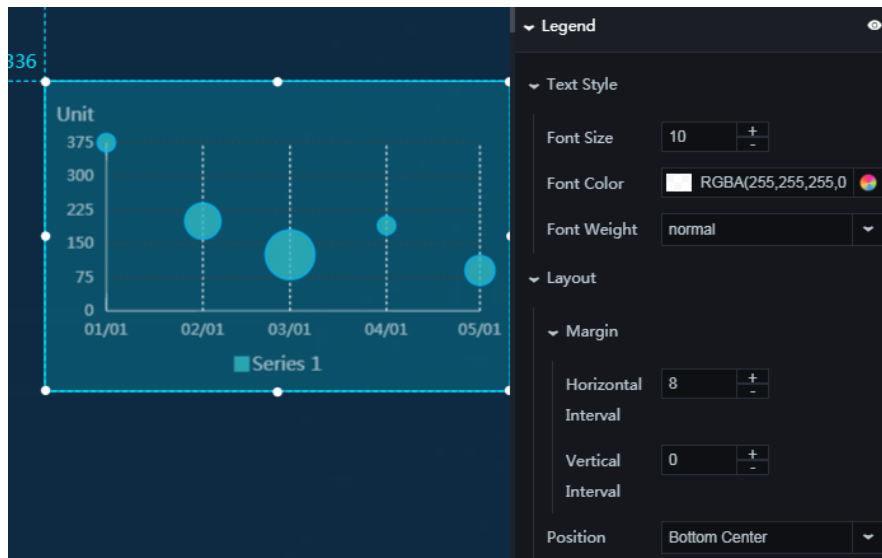 336
Unit
375
300
225
150
75
0
01/01 02/01 03/01 04/01 05/01
Series 1
Legend
Text Style
Font Size 10 + -
Font Color RGBA(255,255,255,0
Font Weight normal
Layout
Margin
Horizontal Interval 8 + -
Vertical Interval 0 + -
Position Bottom Center